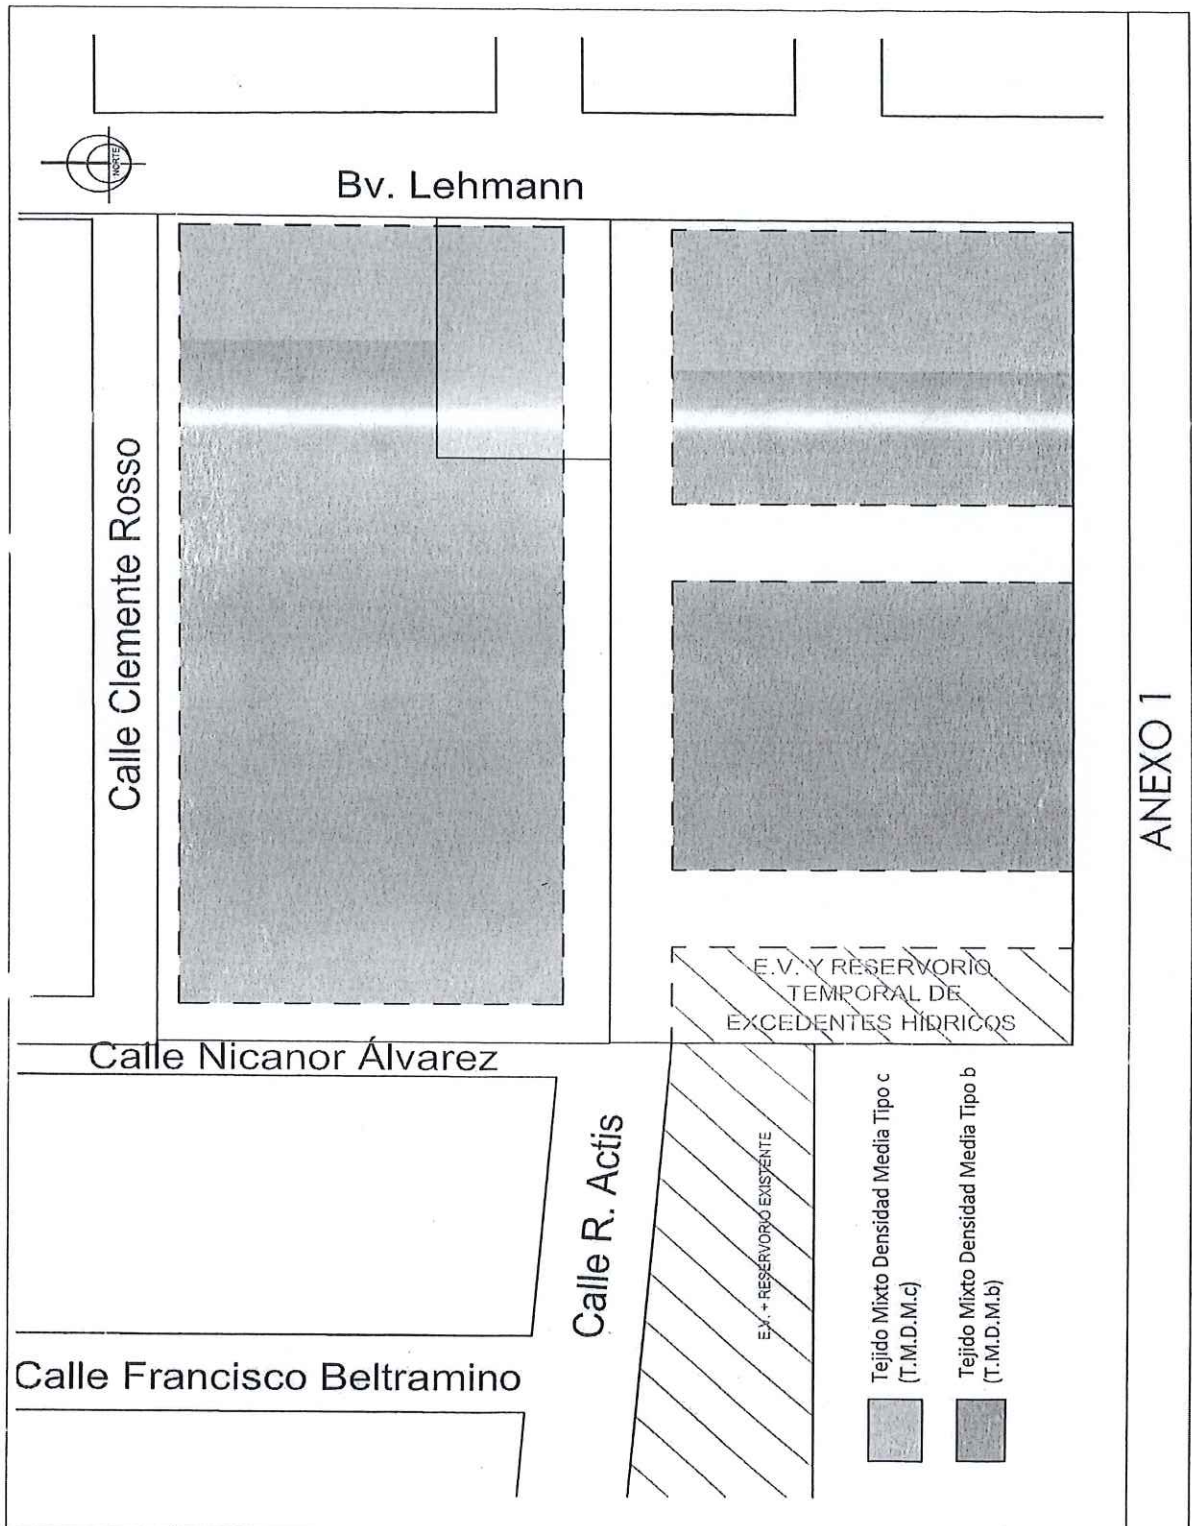 NORTE
Bv. Lehmann
Calle Clemente Rosso
ANEXO 1
E.V. Y RESERVORIO
TEMPORAL DE
EXCEDENTES HIDRICOS
Calle Nicanor Álvarez
Calle R. Actis
E.V. + RESERVORIO EXISTENTE
Calle Francisco Beltramino
Tejido Mixto Densidad Media Tipo c
(T.M.D.M.c)
Tejido Mixto Densidad Media Tipo b
(T.M.D.M.b)